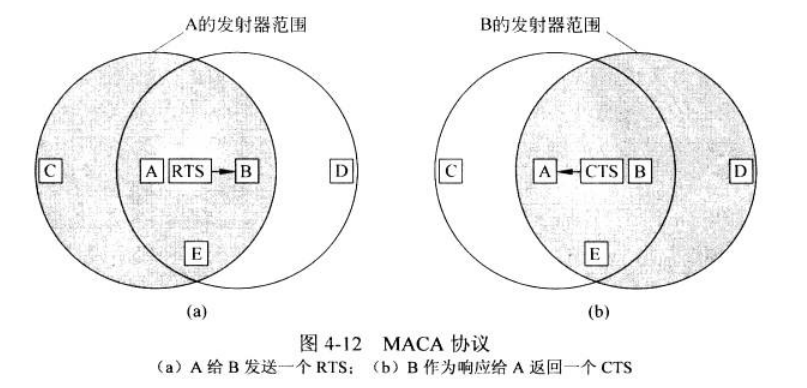 A的发射器范围 B的发射器范围
C A RTS B D C A CTS B D
E E
(a) (b)
图 4-12 MACA 协议
（a）A 给 B 发送一个 RTS；（b）B 作为响应给 A 返回一个 CTS